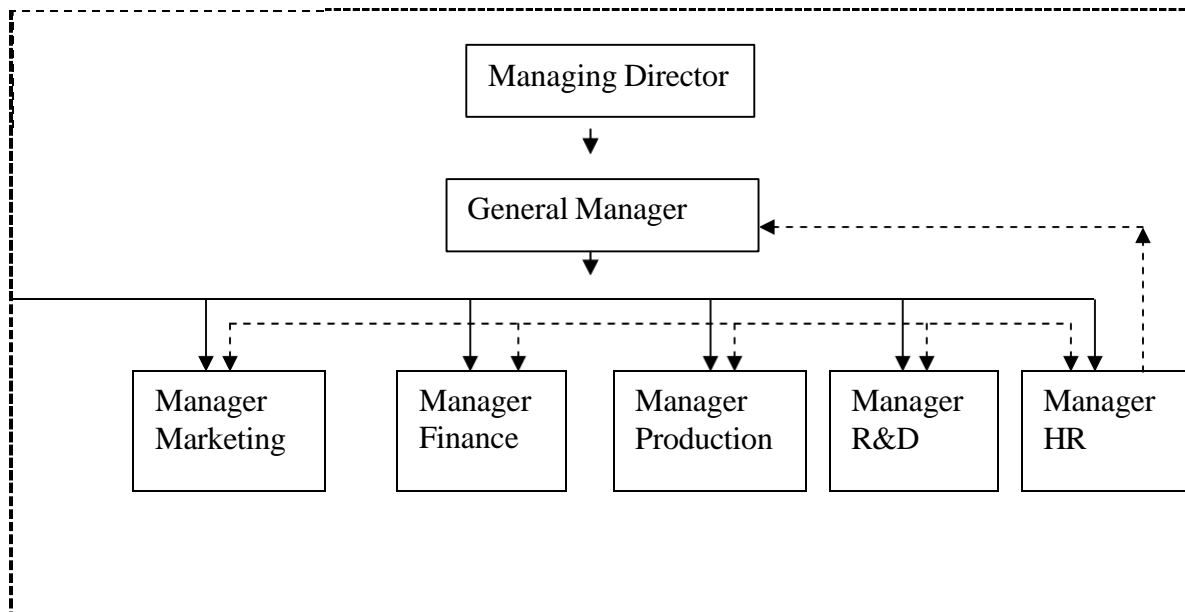 Managing Director
General Manager
Manager
Marketing
Manager
Finance
Manager
Production
Manager
R&D
Manager
HR